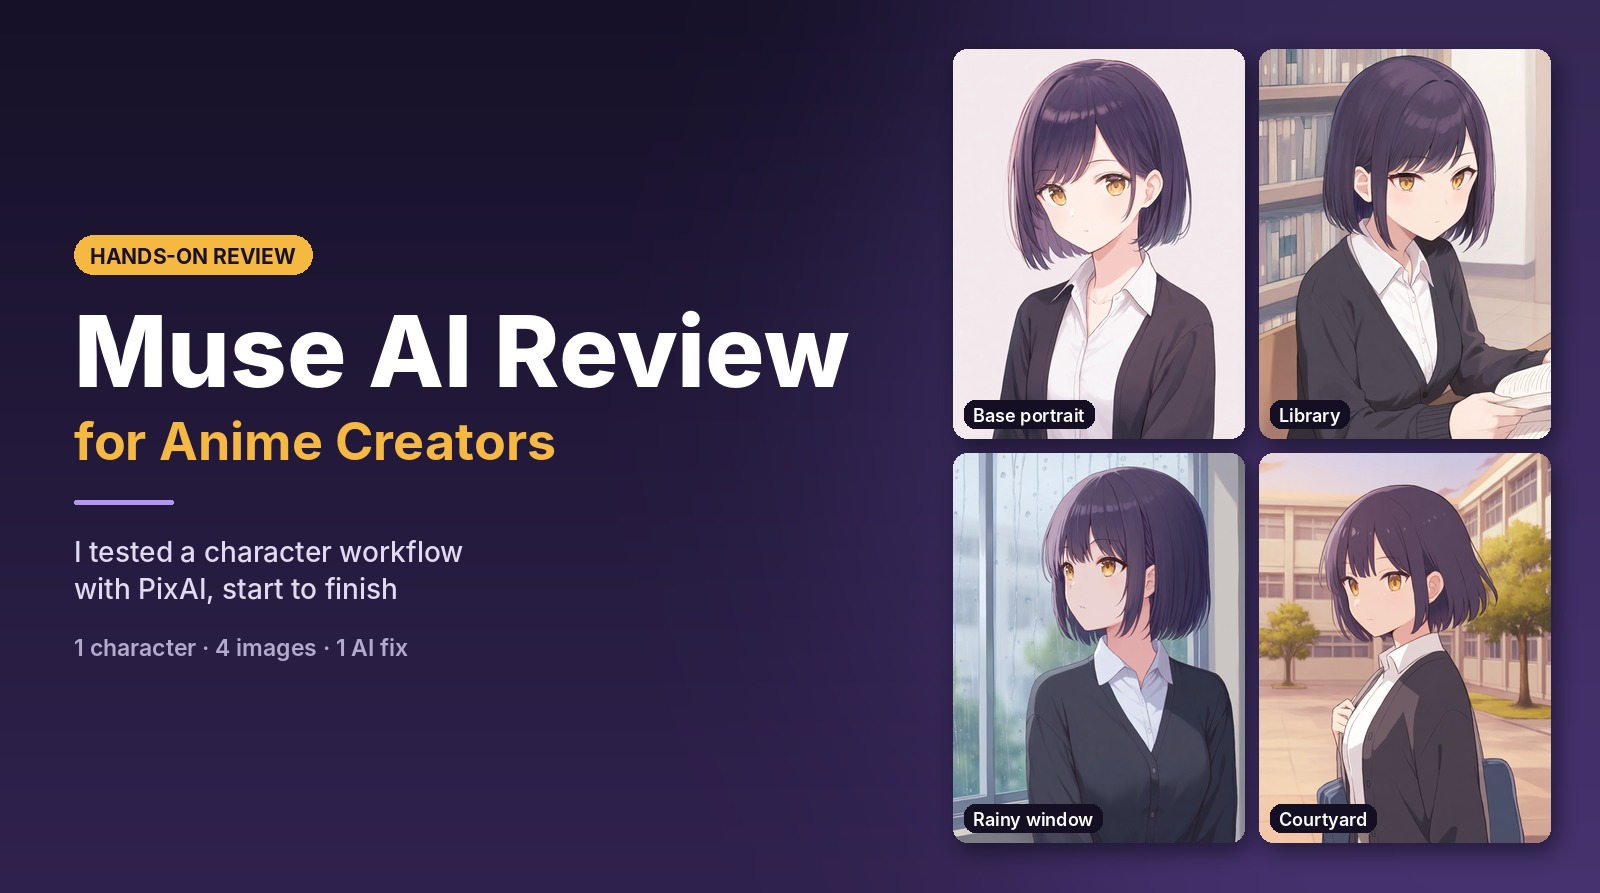 HANDS-ON REVIEW
Muse AI Review
for Anime Creators
I tested a character workflow
with PixAI, start to finish
1 character · 4 images · 1 AI fix
Base portrait
Library
Rainy window
Courtyard